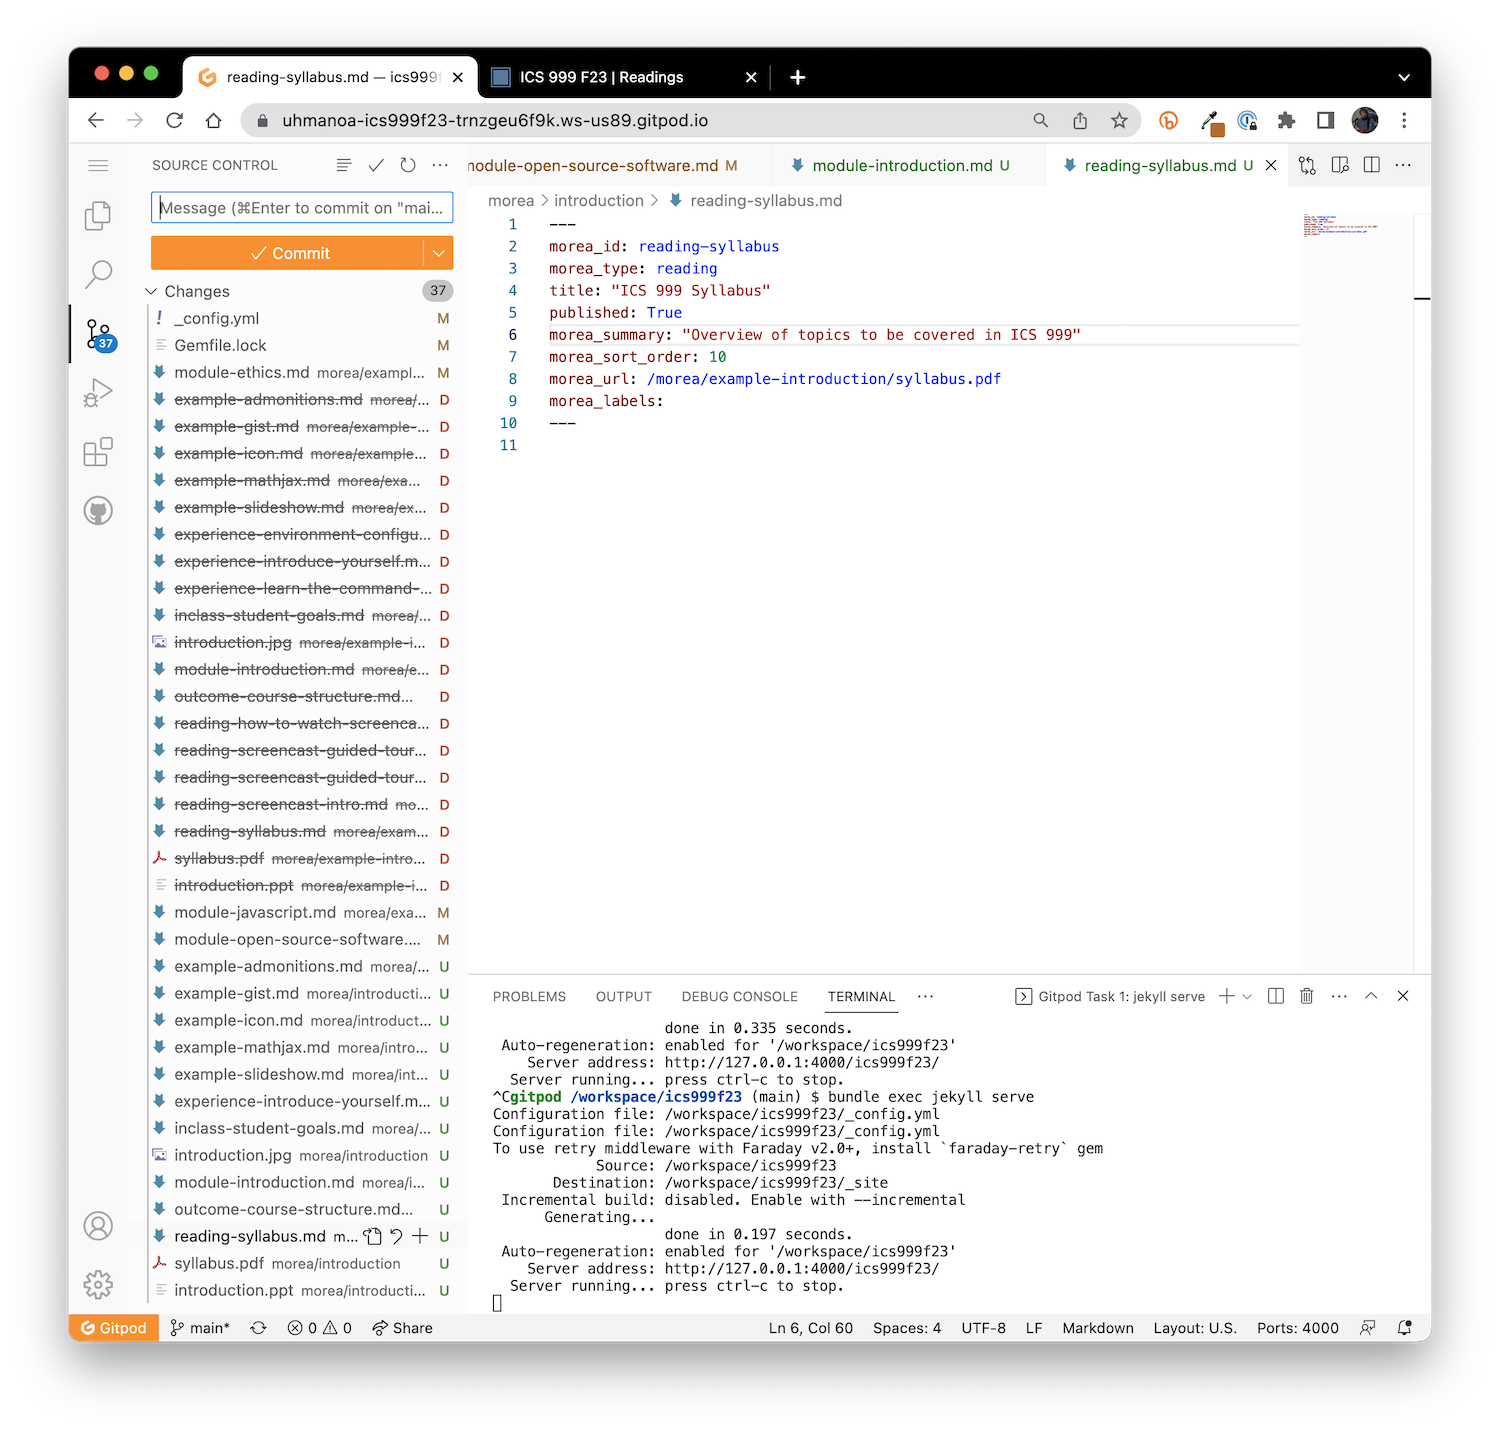 reading-syllabus.md — ics999f
ICS 999 F23 | Readings
uhmanoa-ics999f23-trnzgeu6f9k.ws-us89.gitpod.io
SOURCE CONTROL
Message (⌘Enter to commit on "mai...
Commit
Changes 37
37
_config.yml M
Gemfile.lock M
module-ethics.md morea/exampl... M
example-admonitions.md morea/... D
example-gist.md morea/example-... D
example-icon.md morea/example... D
example-mathjax.md morea/exa... D
example-slideshow.md morea/ex... D
experience-environment-configu... D
experience-introduce-yourself.m... D
experience-learn-the-command-... D
inclass-student-goals.md morea/... D
introduction.jpg morea/example-i... D
module-introduction.md morea/e... D
outcome-course-structure.md... D
reading-how-to-watch-screenca... D
reading-screencast-guided-tour... D
reading-screencast-guided-tour... D
reading-screencast-intro.md mo... D
reading-syllabus.md morea/exam... D
syllabus.pdf morea/example-intro... D
introduction.ppt morea/example-i... D
module-javascript.md morea/exa... M
module-open-source-software.... M
example-admonitions.md morea/... U
example-gist.md morea/introducti... U
example-icon.md morea/introduct... U
example-mathjax.md morea/intro... U
example-slideshow.md morea/int... U
experience-introduce-yourself.m... U
inclass-student-goals.md morea/... U
introduction.jpg morea/introduction U
module-introduction.md morea/i... U
outcome-course-structure.md... U
reading-syllabus.md m... U
syllabus.pdf morea/introduction U
introduction.ppt morea/introducti... U
module-open-source-software.md M
module-introduction.md U
reading-syllabus.md U
morea > introduction > reading-syllabus.md
1 ---
2 morea_id: reading-syllabus
3 morea_type: reading
4 title: "ICS 999 Syllabus"
5 published: True
6 morea_summary: "Overview of topics to be covered in ICS 999"
7 morea_sort_order: 10
8 morea_url: /morea/example-introduction/syllabus.pdf
9 morea_labels:
10 ---
11
PROBLEMS OUTPUT DEBUG CONSOLE TERMINAL ... Gitpod Task 1: jekyll serve
done in 0.335 seconds.
Auto-regeneration: enabled for '/workspace/ics999f23'
Server address: http://127.0.0.1:4000/ics999f23/
Server running... press ctrl-c to stop.
^Cgitpod /workspace/ics999f23 (main) $ bundle exec jekyll serve
Configuration file: /workspace/ics999f23/_config.yml
Configuration file: /workspace/ics999f23/_config.yml
To use retry middleware with Faraday v2.0+, install `faraday-retry` gem
Source: /workspace/ics999f23
Destination: /workspace/ics999f23/_site
Incremental build: disabled. Enable with --incremental
Generating...
done in 0.197 seconds.
Auto-regeneration: enabled for '/workspace/ics999f23'
Server address: http://127.0.0.1:4000/ics999f23/
Server running... press ctrl-c to stop.
Gitpod main* 0 0 Share Ln 6, Col 60 Spaces: 4 UTF-8 LF Markdown Layout: U.S. Ports: 4000